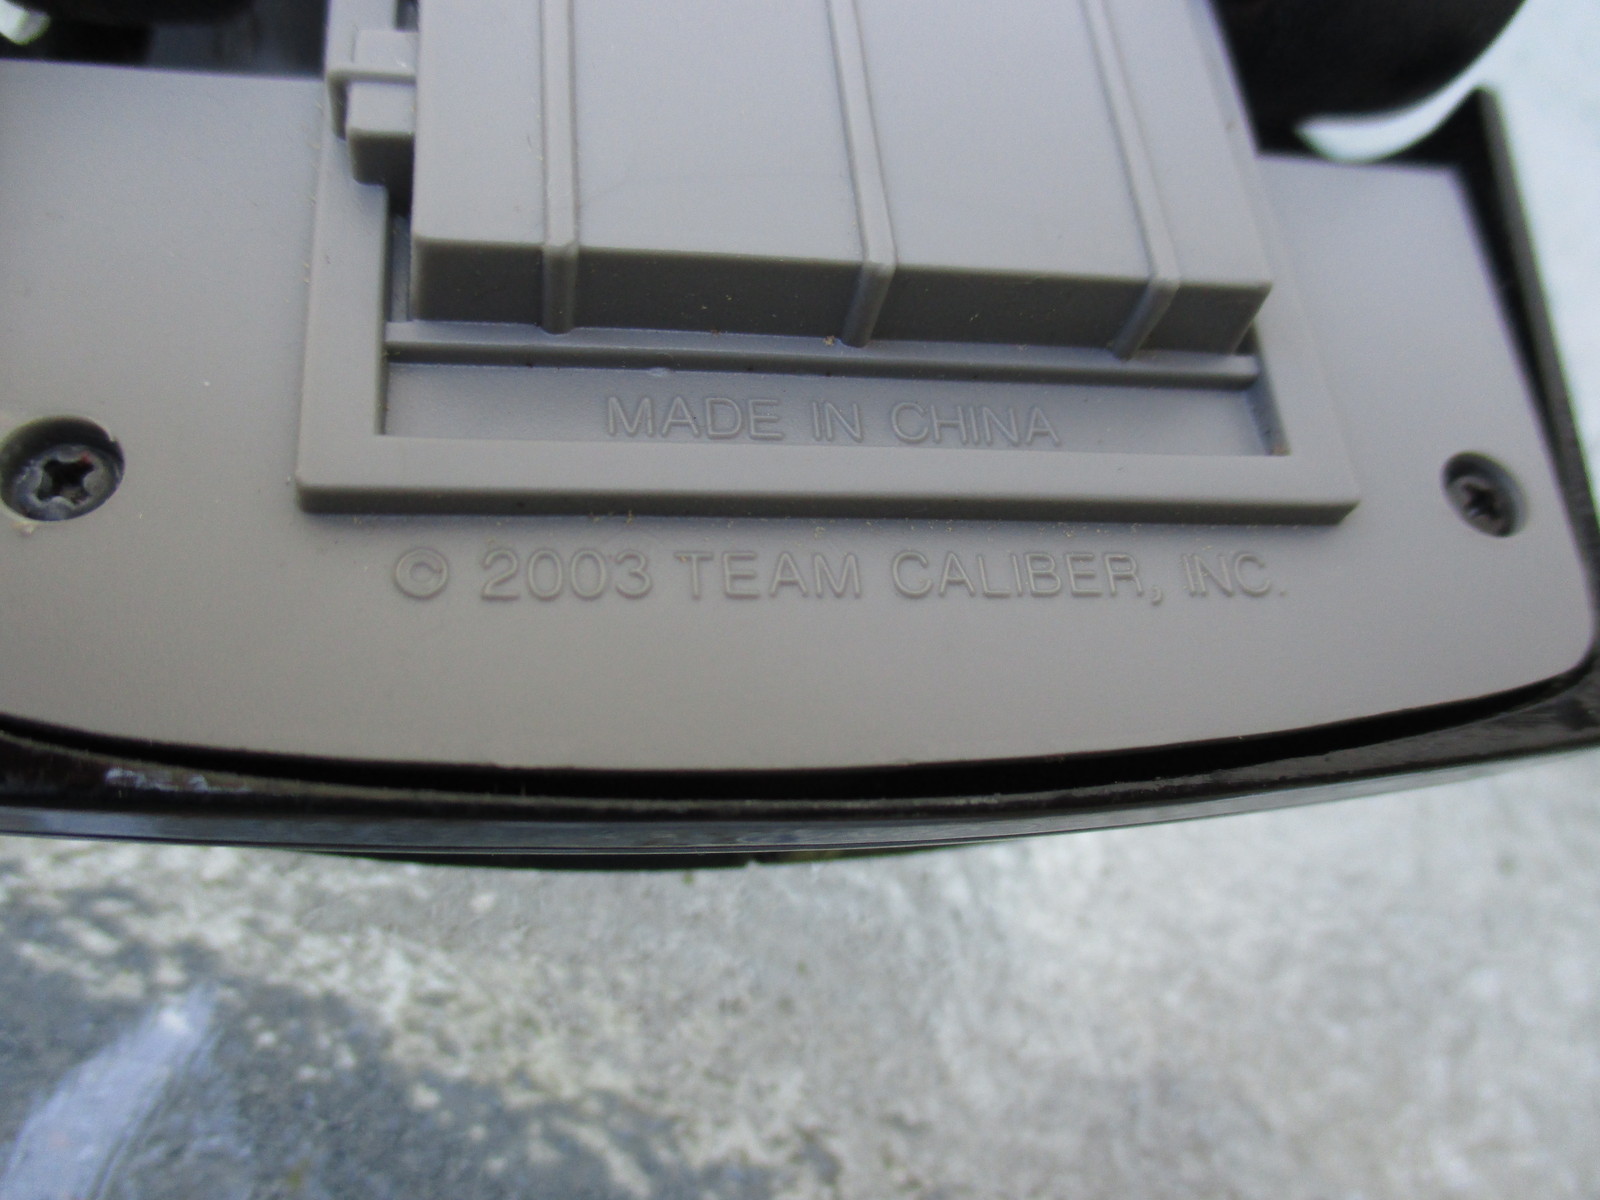 MADE IN CHINA
© 2003 TEAM CALIBER, INC.